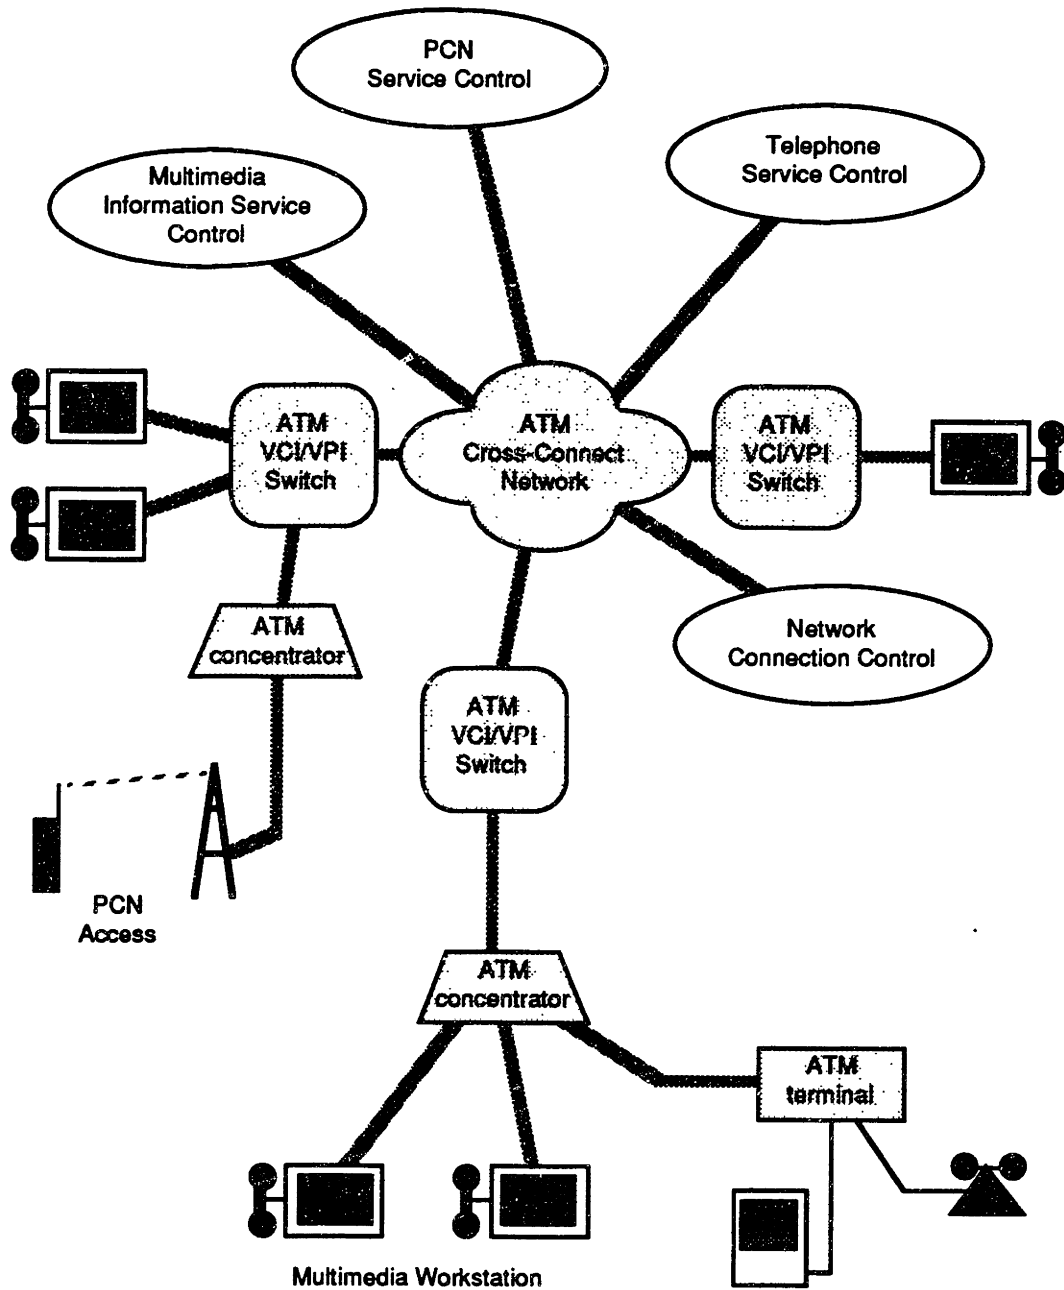 PCN
Service Control
Telephone
Service Control
Multimedia
Information Service
Control
ATM
VCI/VPI
Switch
ATM
Cross-Connect
Network
ATM
VCI/VPI
Switch
ATM
concentrator
Network
Connection Control
ATM
VCI/VPI
Switch
PCN
Access
ATM
concentrator
ATM
terminal
Multimedia Workstation